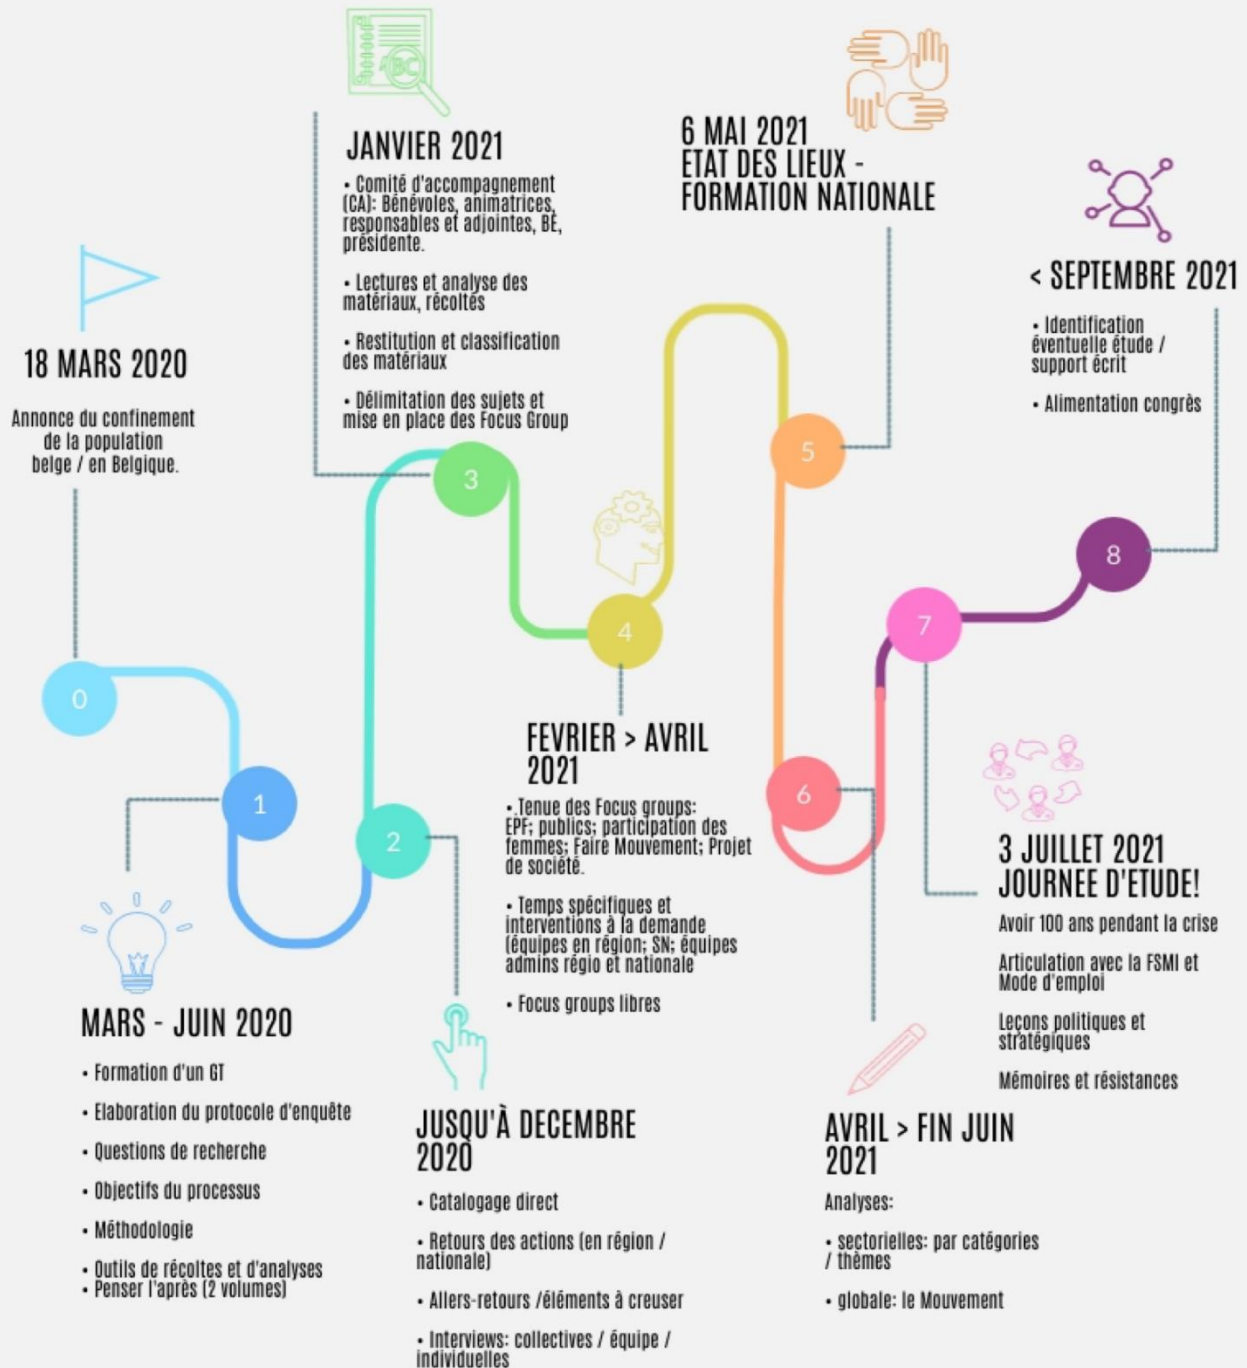 18 MARS 2020
Annonce du confinement
de la population
belge / en Belgique.
0
1
MARS - JUIN 2020
• Formation d'un GT
• Elaboration du protocole d'enquête
• Questions de recherche
• Objectifs du processus
• Méthodologie
• Outils de récoltes et d'analyses
• Penser l'après (2 volumes)
2
JUSQU'À DECEMBRE
2020
• Catalogage direct
• Retours des actions (en région /
nationale)
• Allers-retours /éléments à creuser
• Interviews: collectives / équipe /
individuelles
BC
JANVIER 2021
• Comité d'accompagnement
(CA): Bénévoles, animatrices,
responsables et adjointes, BE,
présidente.
• Lectures et analyse des
matériaux, récoltés
• Restitution et classification
des matériaux
• Délimitation des sujets et
mise en place des Focus Group
3
4
FEVRIER > AVRIL
2021
• .Tenue des Focus groups:
EPF; publics; participation des
femmes; Faire Mouvement; Projet
de société.
• Temps spécifiques et
interventions à la demande
(équipes en région; SN; équipes
admins régio et nationale
• Focus groups libres
6 MAI 2021
ETAT DES LIEUX -
FORMATION NATIONALE
5
6
AVRIL > FIN JUIN
2021
Analyses:
• sectorielles: par catégories
/ thèmes
• globale: le Mouvement
7
3 JUILLET 2021
JOURNEE D'ETUDE!
Avoir 100 ans pendant la crise
Articulation avec la FSMI et
Mode d'emploi
Leçons politiques et
stratégiques
Mémoires et résistances
< SEPTEMBRE 2021
• Identification
éventuelle étude /
support écrit
• Alimentation congrès
8